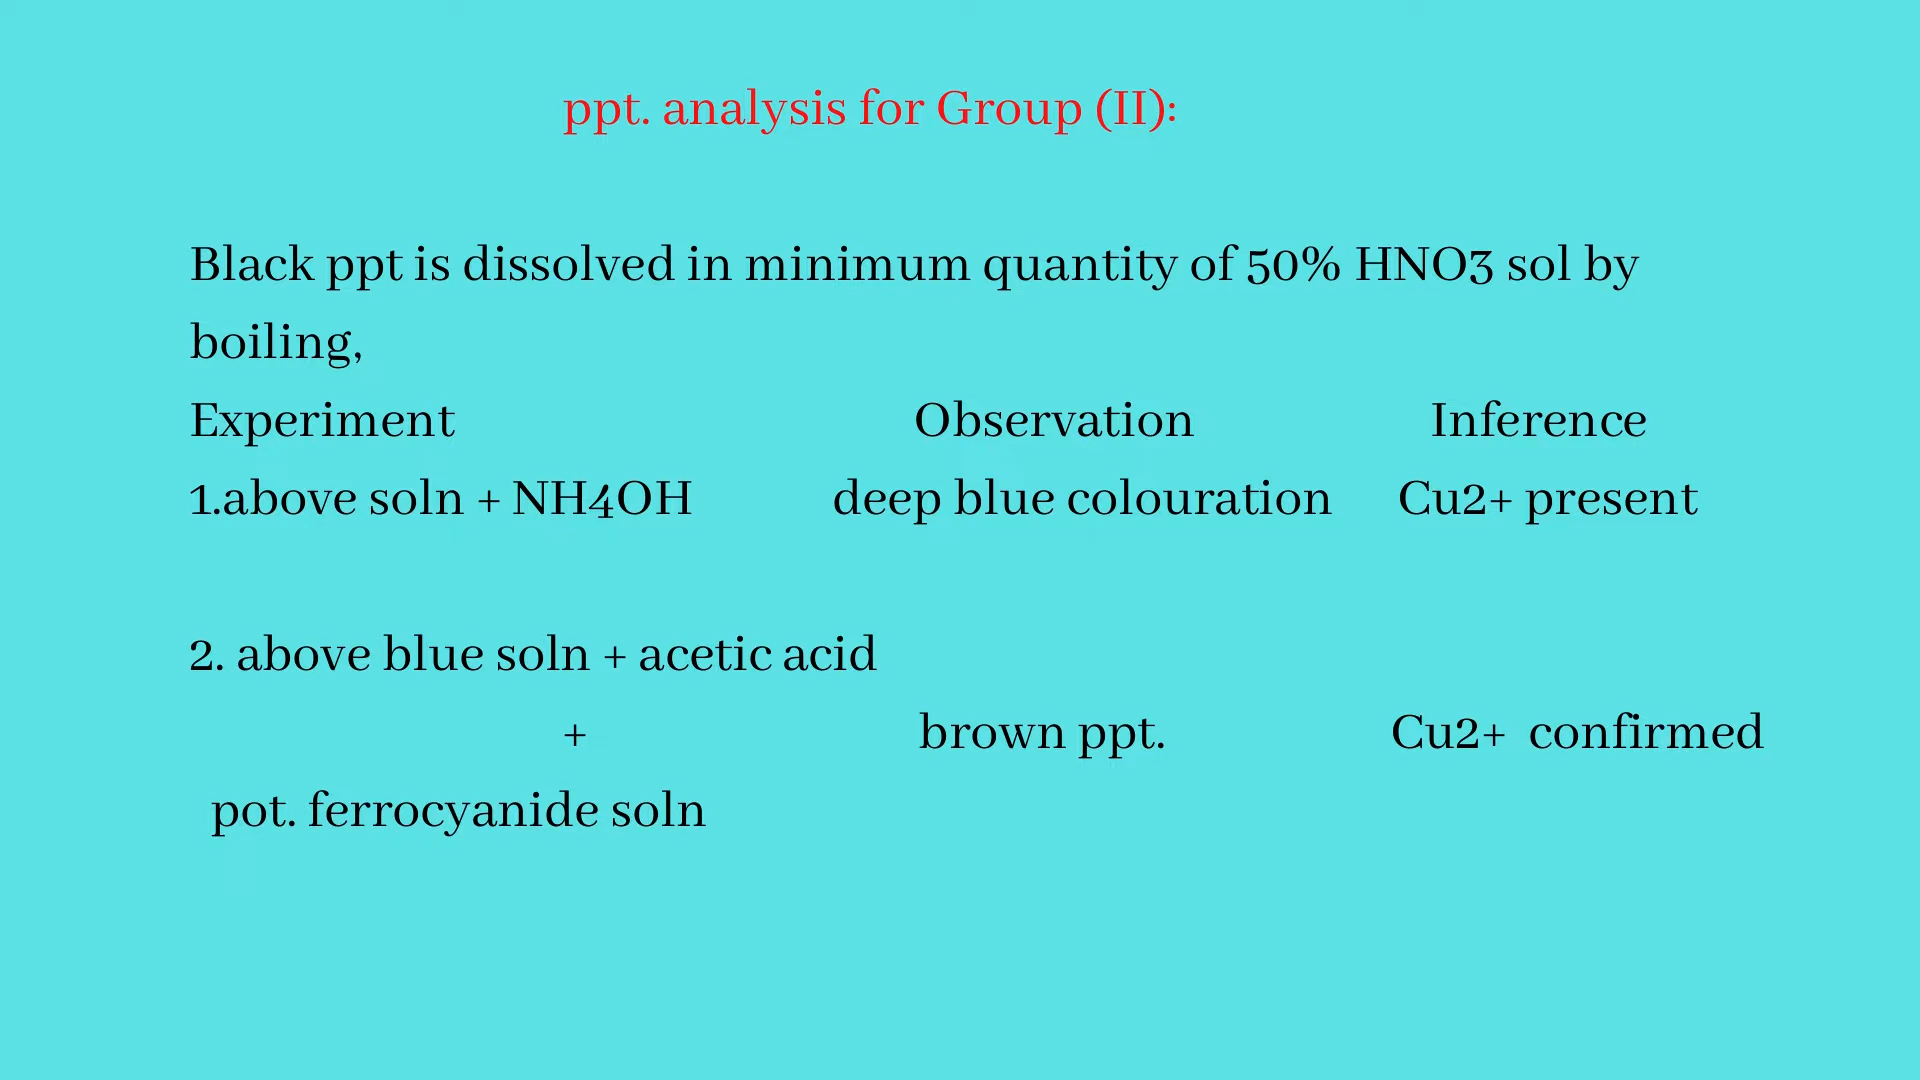 ppt. analysis for Group (II):
Black ppt is dissolved in minimum quantity of 50% HNO3 sol by
boiling,
Experiment Observation Inference
1.above soln + NH4OH deep blue colouration Cu2+ present
2. above blue soln + acetic acid
+ brown ppt. Cu2+ confirmed
pot. ferrocyanide soln